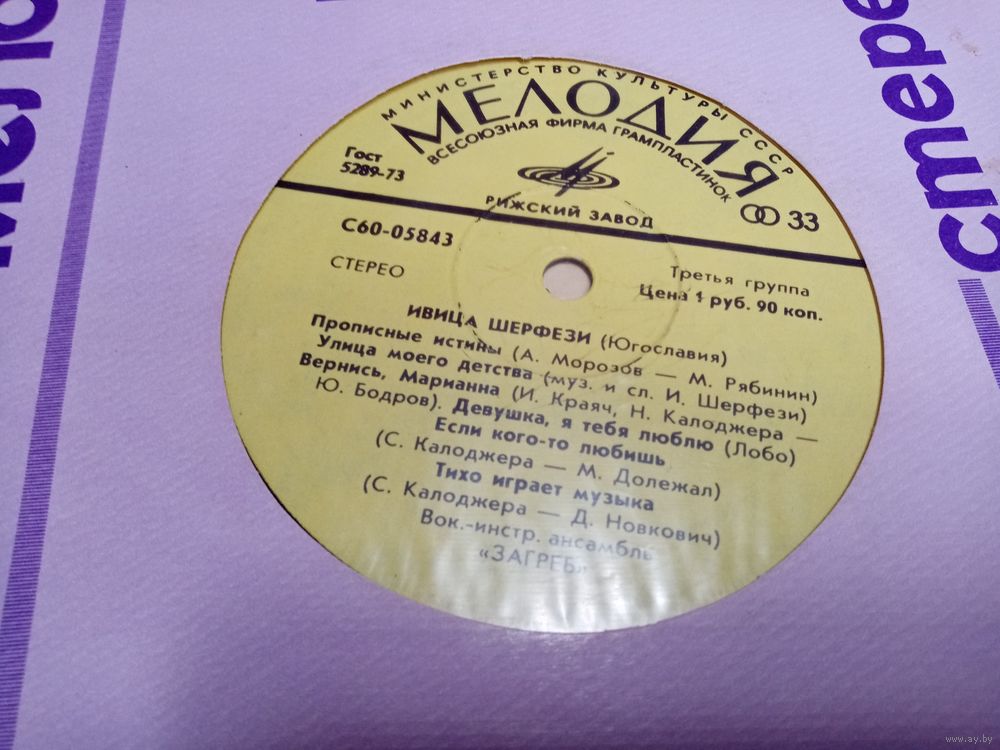 Мело
стере
МИНИСТЕРСТВО КУЛЬТУРЫ СССР
МЕЛОДИЯ
ВСЕСОЮЗНАЯ ФИРМА ГРАМПЛАСТИНОК
Гост
5289-73
РИЖСКИЙ ЗАВОД
33
С60-05843
СТЕРЕО
Третья группа
Цена 1 руб. 90 коп.
ИВИЦА ШЕРФЕЗИ (Югославия)
Прописные истины (А. Морозов — М. Рябинин)
Улица моего детства (муз. и сл. И. Шерфези)
Вернись, Марианна (И. Краяч, Н. Калоджера —
Ю. Бодров). Девушка, я тебя люблю (Лобо)
Если кого-то любишь
(С. Калоджера — М. Долежал)
Тихо играет музыка
(С. Калоджера — Д. Новкович)
Вок.-инстр. ансамбль
«ЗАГРЕБ»
www.ay.by